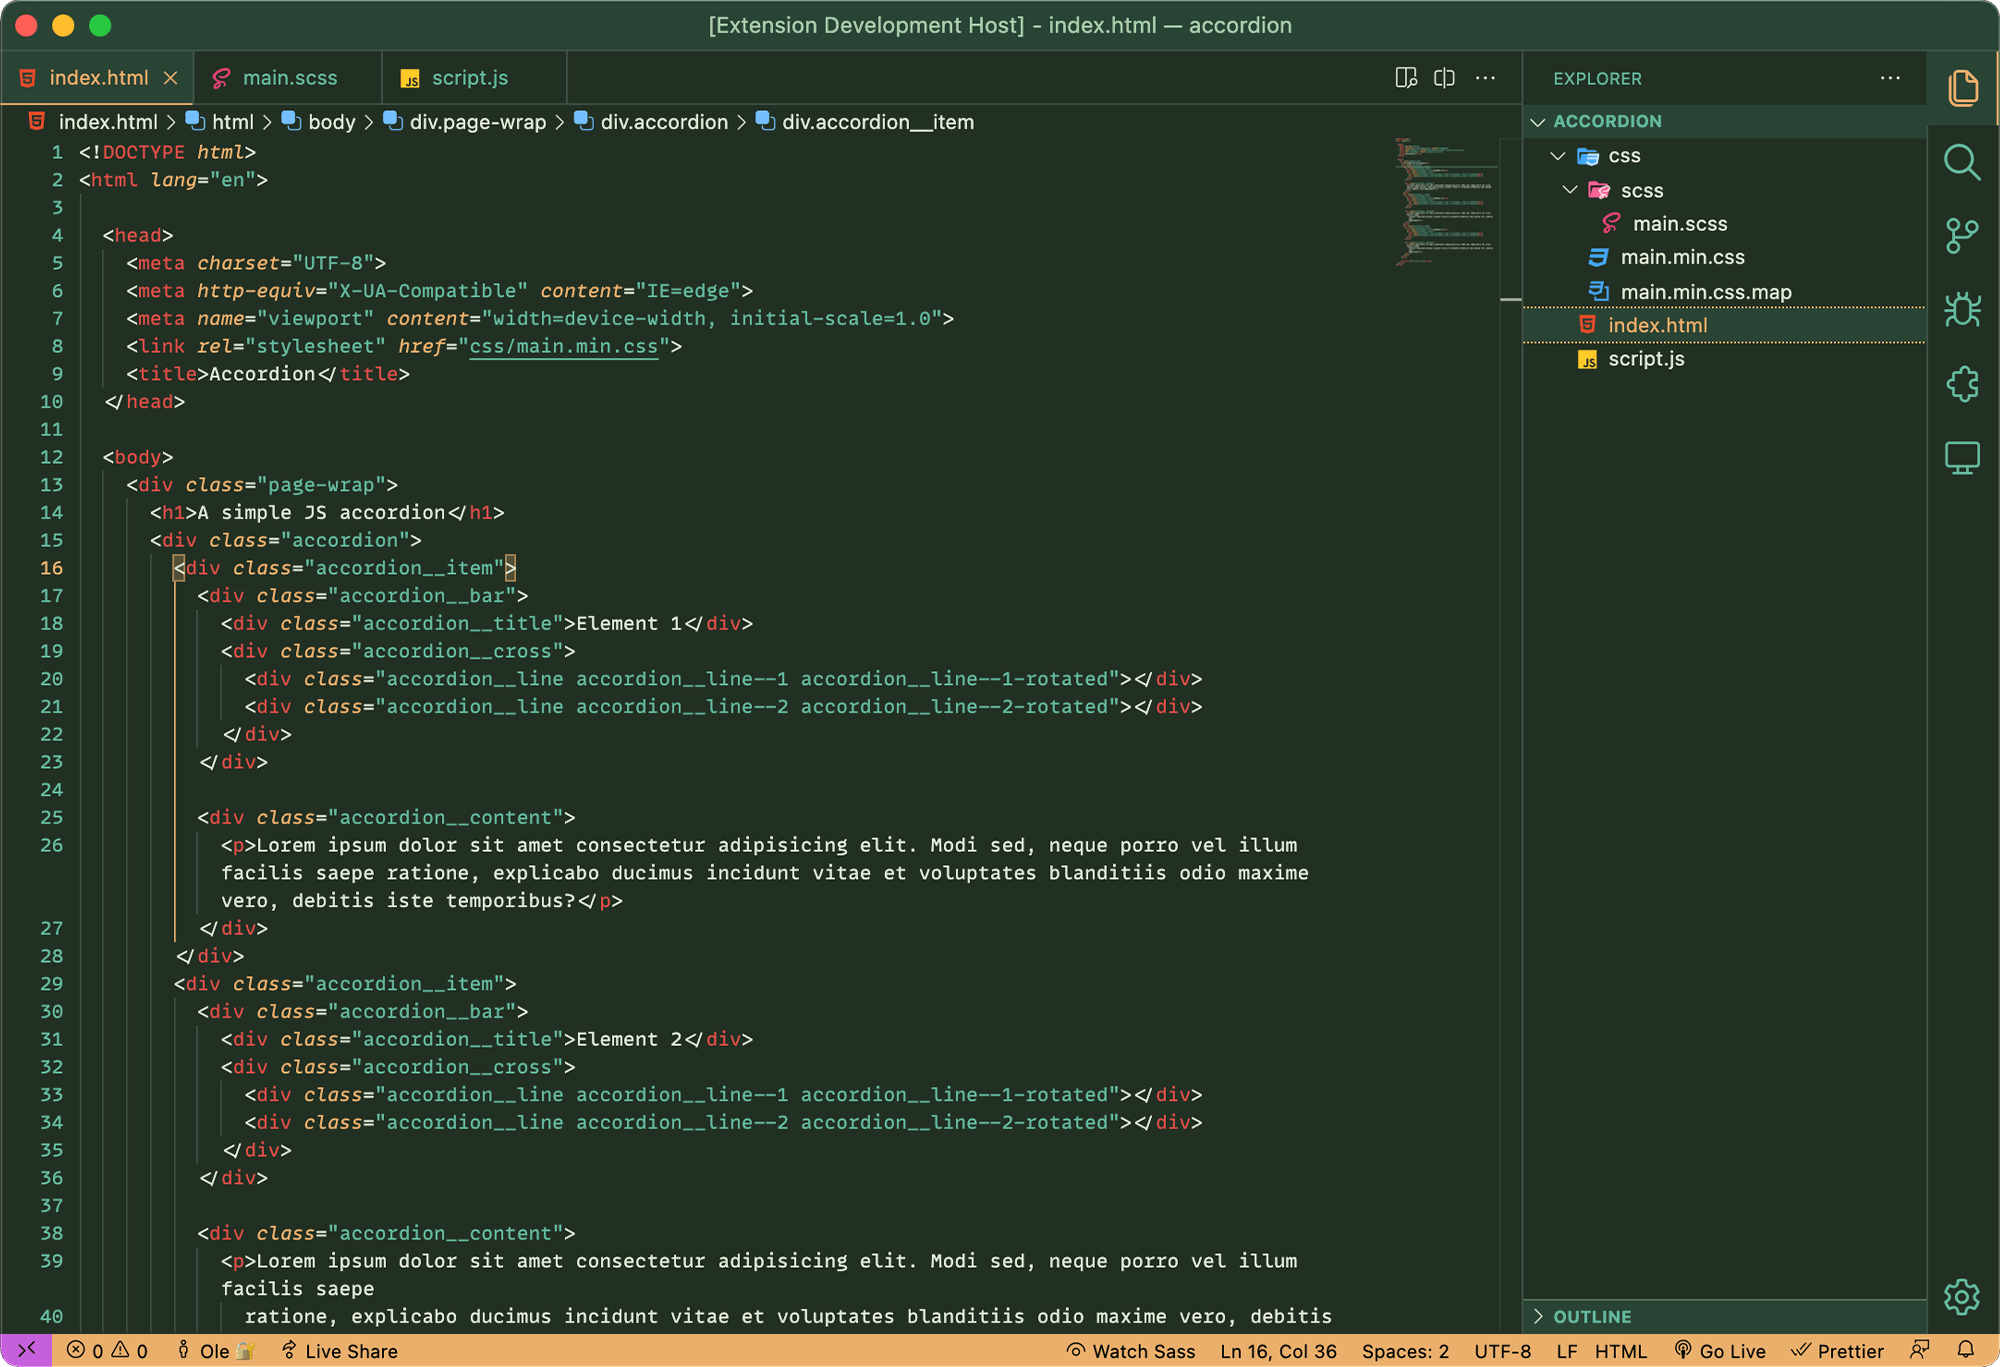 [Extension Development Host] - index.html — accordion
index.html
main.scss
script.js
index.html > html > body > div.page-wrap > div.accordion > div.accordion__item
1 <!DOCTYPE html>
2 <html lang="en">
3
4 <head>
5 <meta charset="UTF-8">
6 <meta http-equiv="X-UA-Compatible" content="IE=edge">
7 <meta name="viewport" content="width=device-width, initial-scale=1.0">
8 <link rel="stylesheet" href="css/main.min.css">
9 <title>Accordion</title>
10 </head>
11
12 <body>
13 <div class="page-wrap">
14 <h1>A simple JS accordion</h1>
15 <div class="accordion">
16 <div class="accordion__item">
17 <div class="accordion__bar">
18 <div class="accordion__title">Element 1</div>
19 <div class="accordion__cross">
20 <div class="accordion__line accordion__line--1 accordion__line--1-rotated"></div>
21 <div class="accordion__line accordion__line--2 accordion__line--2-rotated"></div>
22 </div>
23 </div>
24
25 <div class="accordion__content">
26 <p>Lorem ipsum dolor sit amet consectetur adipisicing elit. Modi sed, neque porro vel illum
facilis saepe ratione, explicabo ducimus incidunt vitae et voluptates blanditiis odio maxime
vero, debitis iste temporibus?</p>
27 </div>
28 </div>
29 <div class="accordion__item">
30 <div class="accordion__bar">
31 <div class="accordion__title">Element 2</div>
32 <div class="accordion__cross">
33 <div class="accordion__line accordion__line--1 accordion__line--1-rotated"></div>
34 <div class="accordion__line accordion__line--2 accordion__line--2-rotated"></div>
35 </div>
36 </div>
37
38 <div class="accordion__content">
39 <p>Lorem ipsum dolor sit amet consectetur adipisicing elit. Modi sed, neque porro vel illum
facilis saepe
40 ratione, explicabo ducimus incidunt vitae et voluptates blanditiis odio maxime vero, debitis
EXPLORER
ACCORDION
css
scss
main.scss
main.min.css
main.min.css.map
index.html
JS script.js
OUTLINE
0 0 Ole Live Share Watch Sass Ln 16, Col 36 Spaces: 2 UTF-8 LF HTML Go Live Prettier